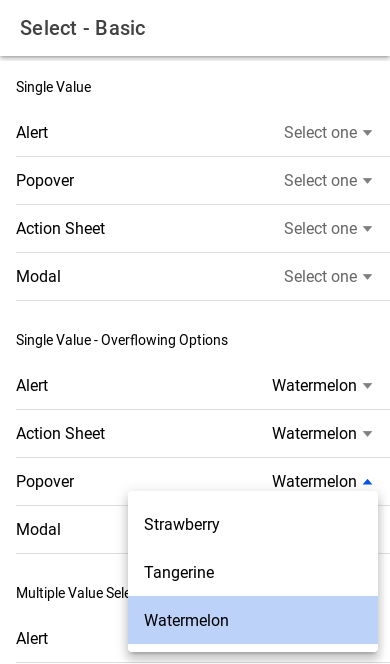 Select - Basic
Single Value
Alert Select one
Popover Select one
Action Sheet Select one
Modal Select one
Single Value - Overflowing Options
Alert Watermelon
Action Sheet Watermelon
Popover Watermelon
Modal
Strawberry
Tangerine
Watermelon
Multiple Value Sele
Alert